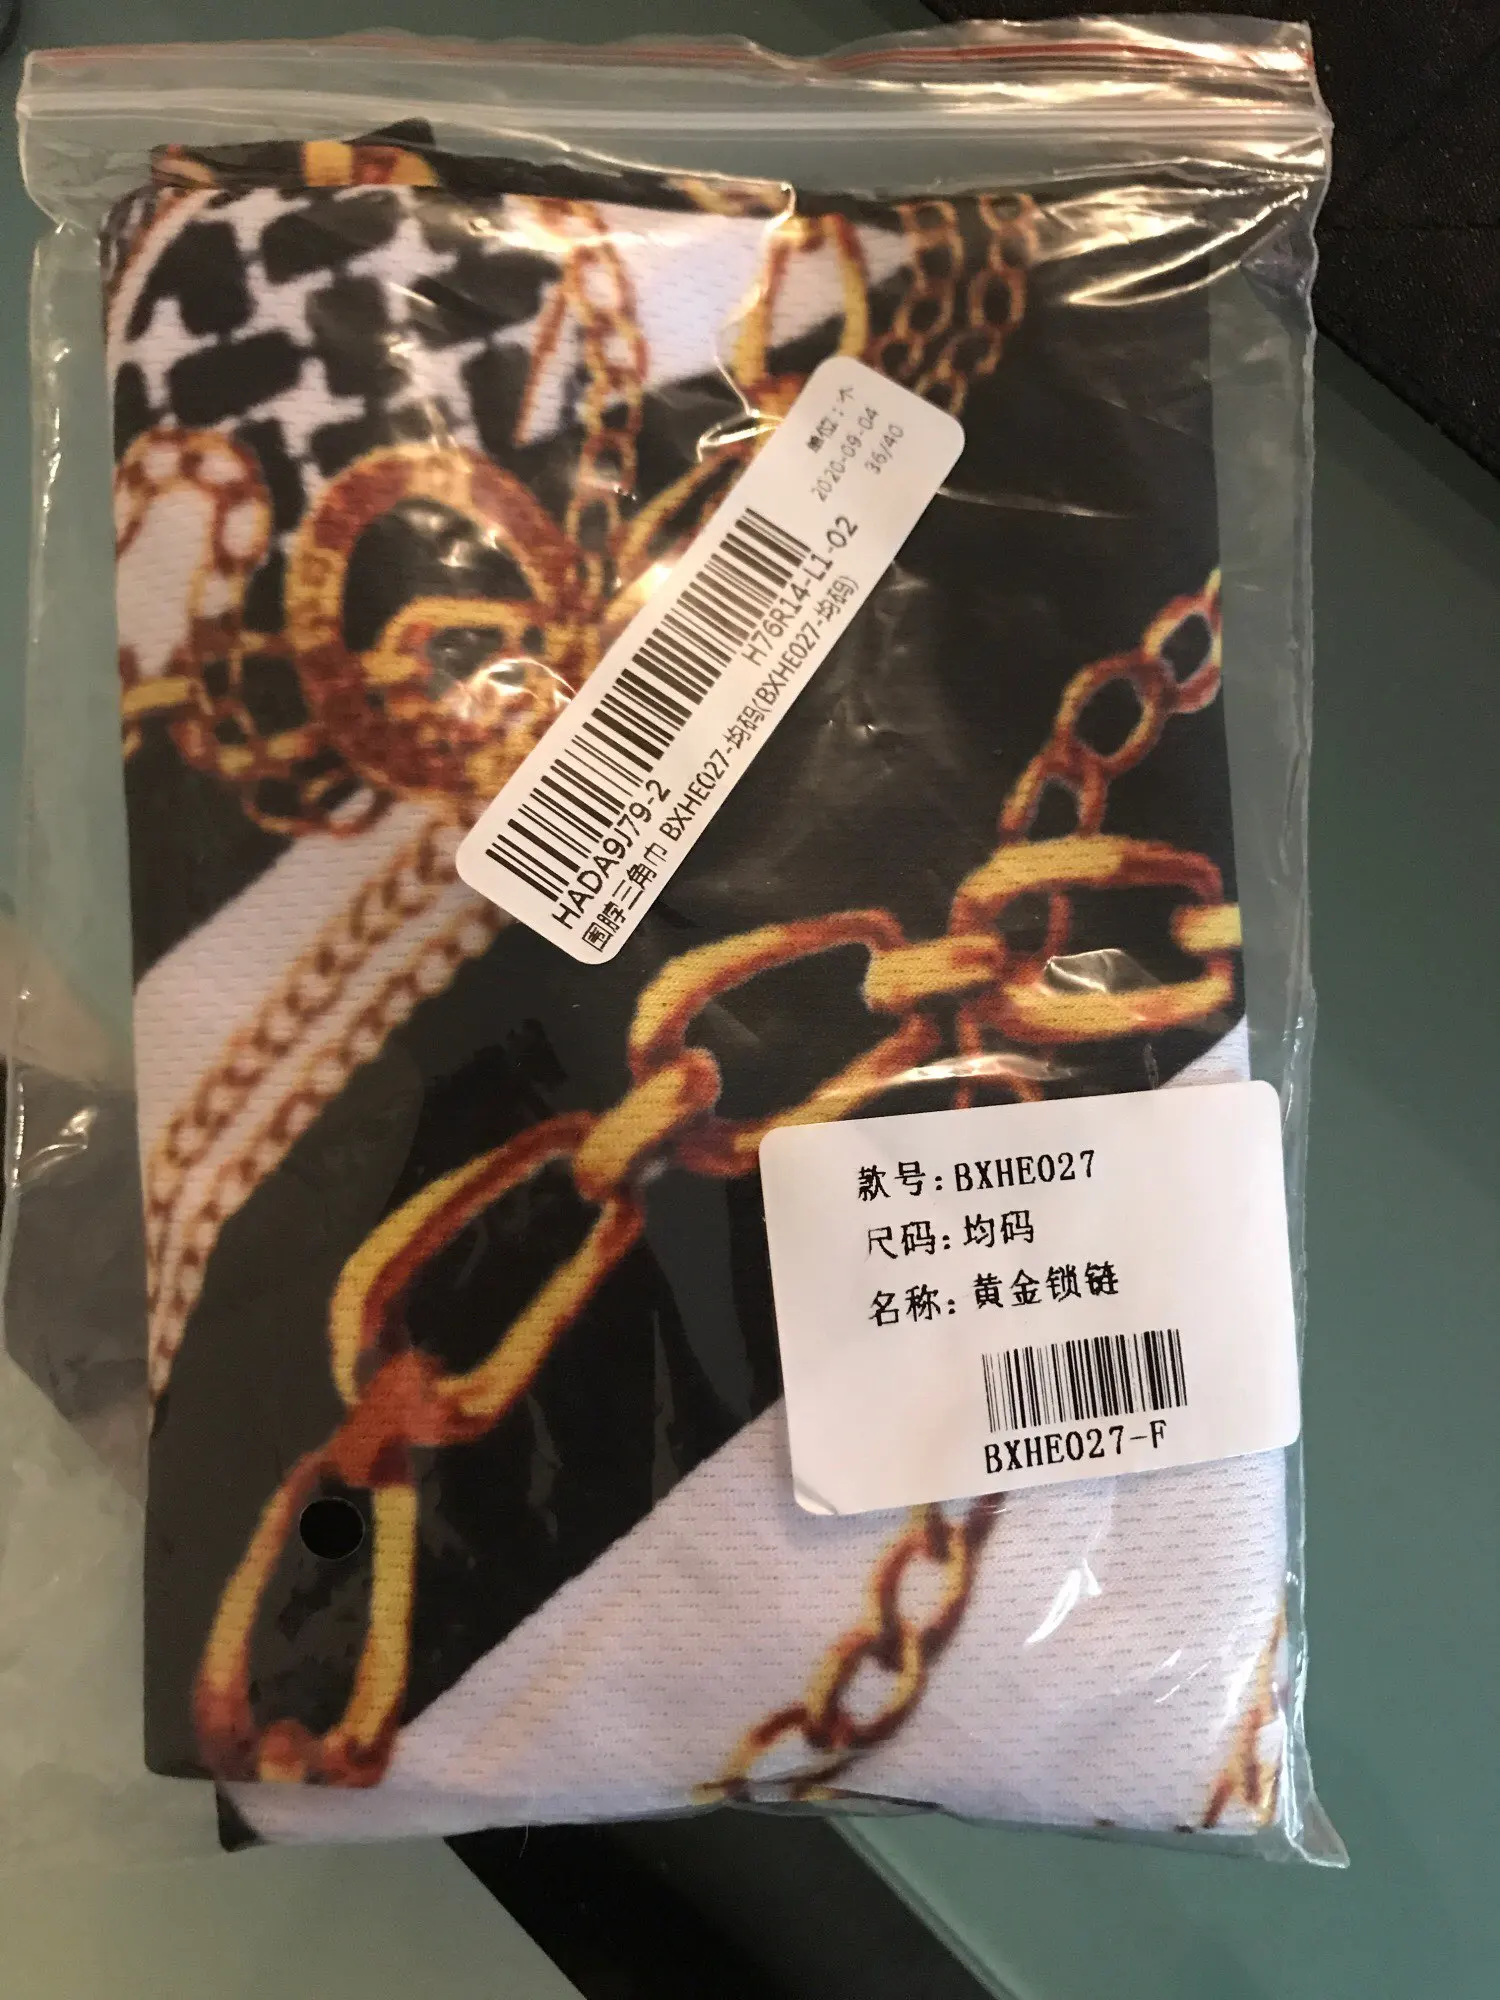 单位:个
2020-09-04
36/40
H76R14-L1-02
HADA9J79-2
围脖三角巾 BXHE027-均码(BXHE027-均码)
款号:BXHE027
尺码:均码
名称:黄金锁链
BXHE027-F